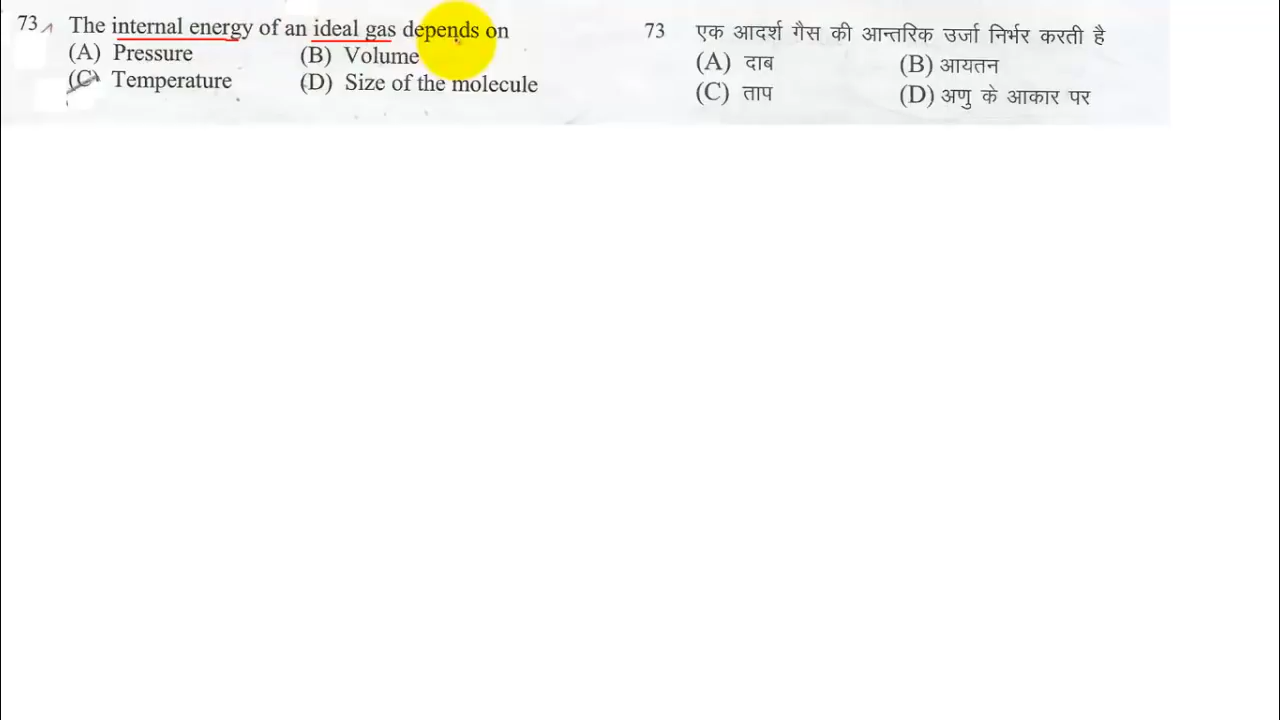 73 The internal energy of an ideal gas depends on
(A) Pressure (B) Volume
(C) Temperature (D) Size of the molecule
73 एक आदर्श गैस की आन्तरिक उर्जा निर्भर करती है
(A) दाब (B) आयतन
(C) ताप (D) अणु के आकार पर